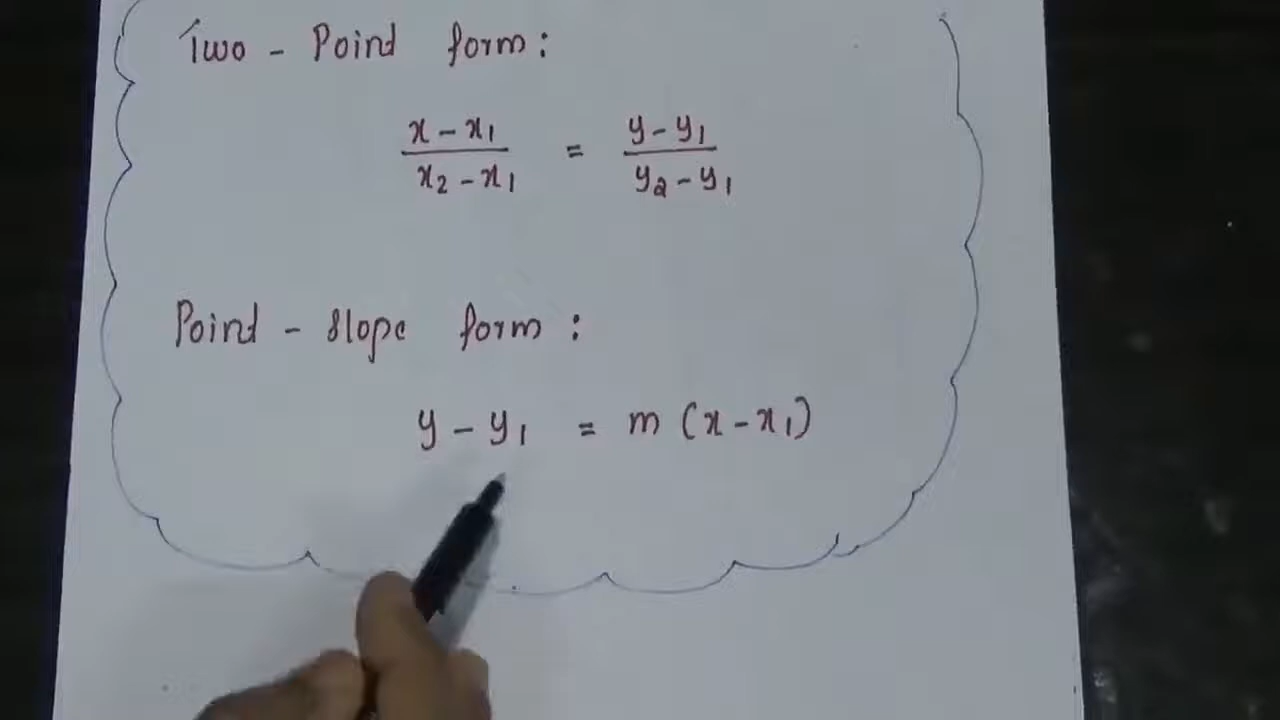 Two - Point form :
x - x₁ / x₂ - x₁ = y - y₁ / y₂ - y₁
Point - slope form :
y - y₁ = m (x - x₁)